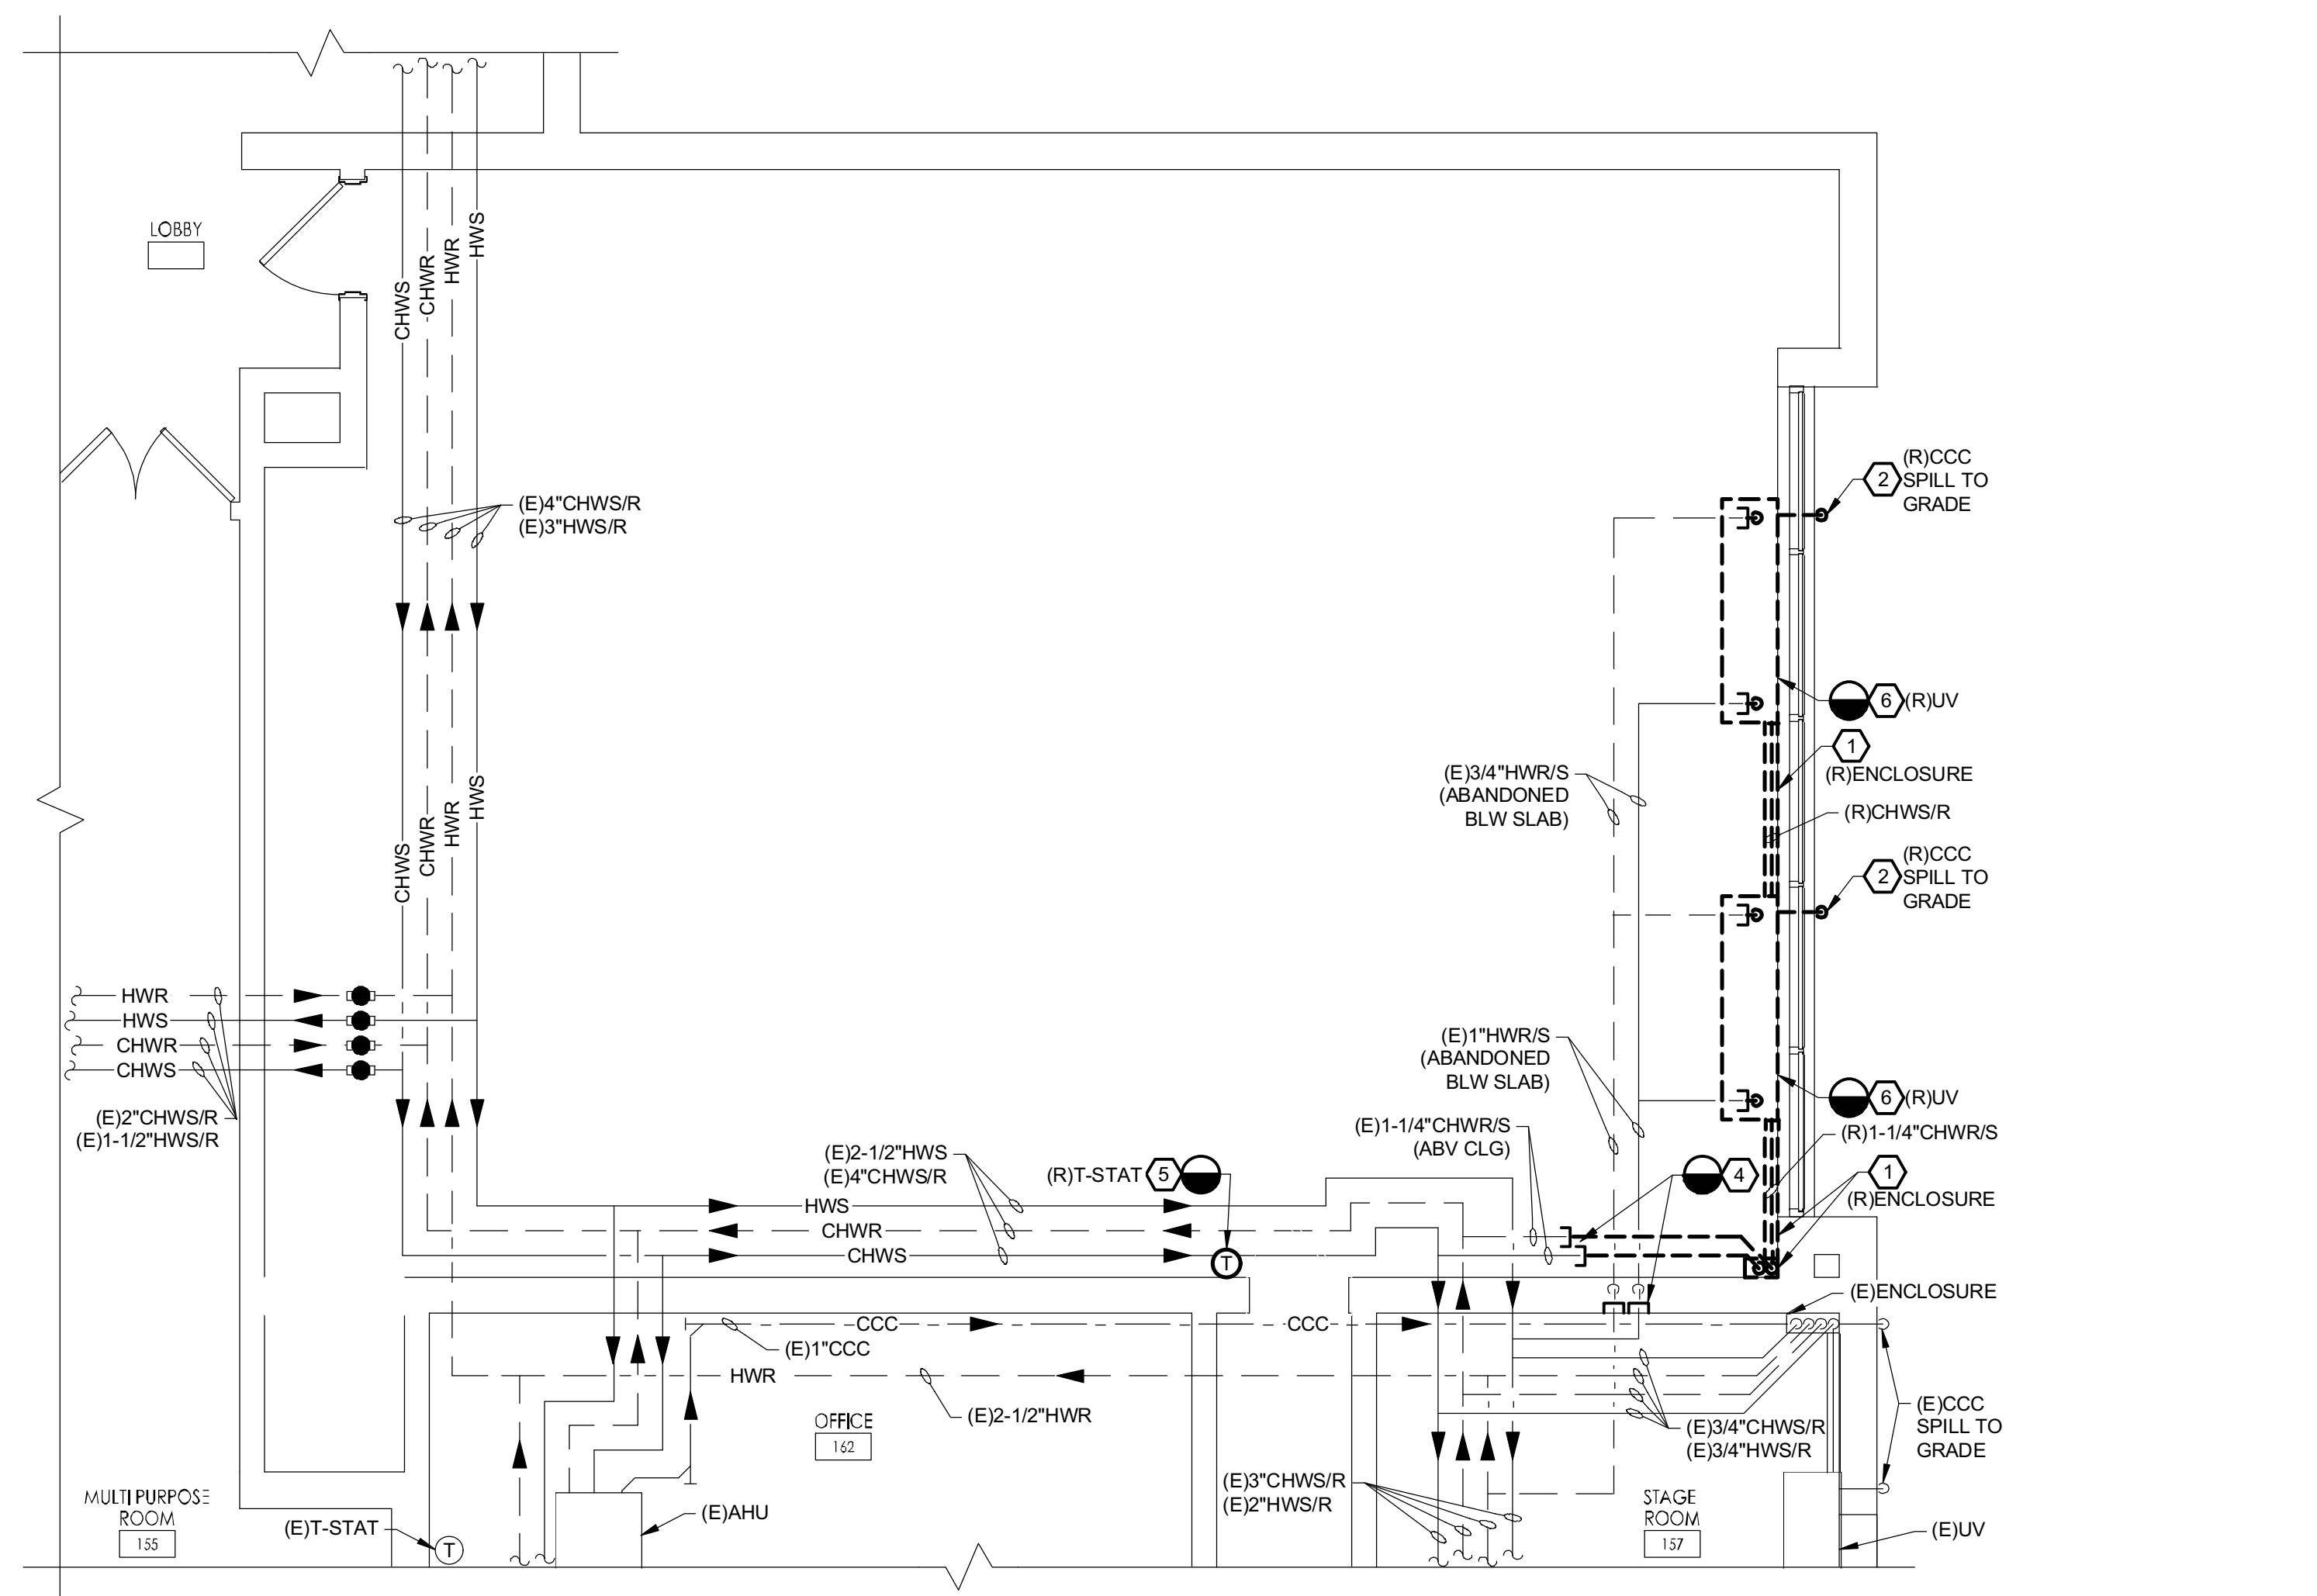 LOBBY
CHWS
CHWR
HWR
HWS
(E)4"CHWS/R
(E)3"HWS/R
2
(R)CCC
SPILL TO
GRADE
6
(R)UV
1
(R)ENCLOSURE
(R)CHWS/R
(E)3/4"HWR/S
(ABANDONED
BLW SLAB)
CHWS
CHWR
HWR
HWS
2
(R)CCC
SPILL TO
GRADE
HWR
HWS
CHWR
CHWS
(E)2"CHWS/R
(E)1-1/2"HWS/R
(E)1"HWR/S
(ABANDONED
BLW SLAB)
6
(R)UV
(E)1-1/4"CHWR/S
(ABV CLG)
(R)1-1/4"CHWR/S
(E)2-1/2"HWS
(E)4"CHWS/R
(R)T-STAT
5
4
1
(R)ENCLOSURE
HWS
CHWR
CHWS
T
(E)ENCLOSURE
CCC
CCC
(E)1"CCC
HWR
(E)2-1/2"HWR
OFFICE
162
(E)3/4"CHWS/R
(E)3/4"HWS/R
(E)CCC
SPILL TO
GRADE
(E)3"CHWS/R
(E)2"HWS/R
MULTI PURPOSE
ROOM
155
(E)T-STAT
T
(E)AHU
STAGE
ROOM
157
(E)UV